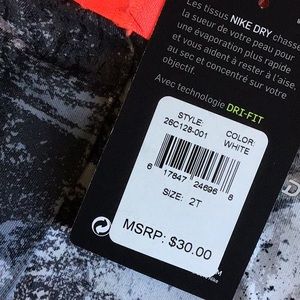 Les tissus NIKE DRY chass
la sueur de votre peau pour
une évaporation plus rapide
et vous aident à rester à l'aise,
au sec et concentré sur votre
objectif.
Avec technologie DRI-FIT
STYLE: COLOR:
26C128-001 WHITE
6 17847 24696 8
SIZE: 2T
MSRP: $30.00